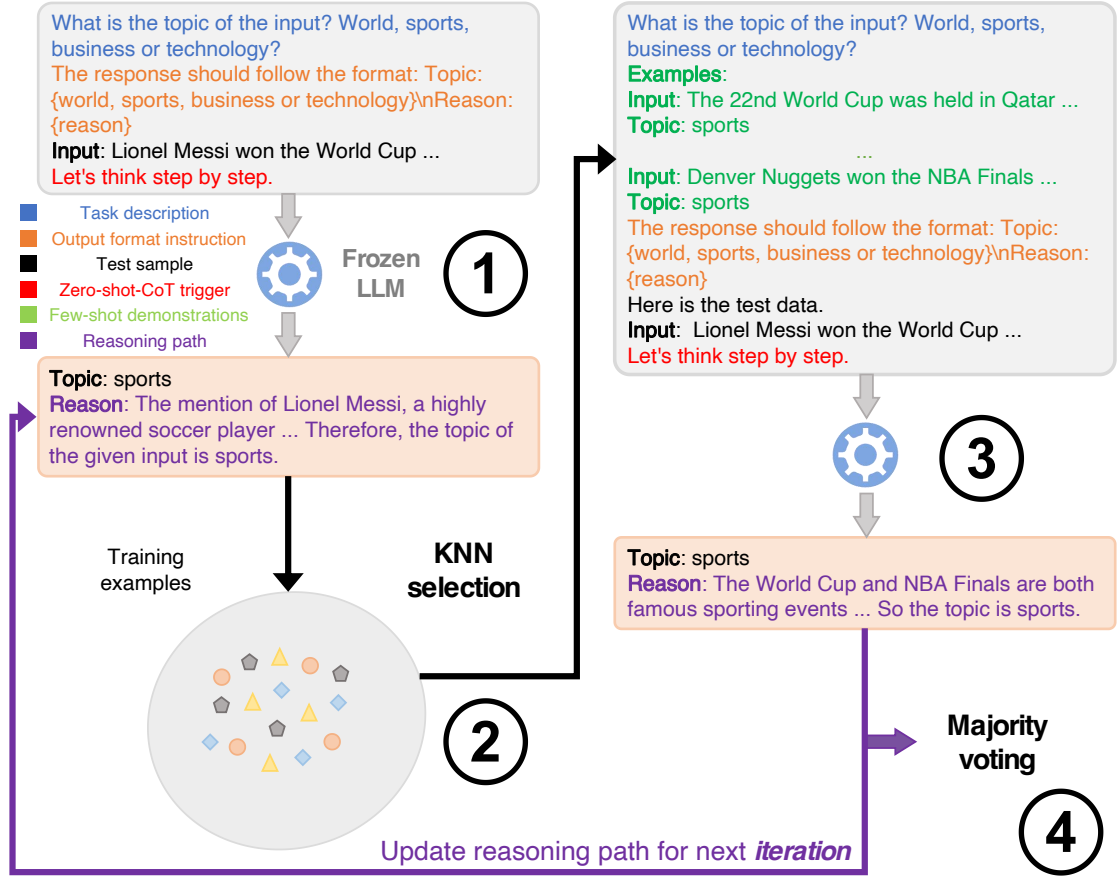 What is the topic of the input? World, sports,
business or technology?
The response should follow the format: Topic:
{world, sports, business or technology}\nReason:
{reason}
Input: Lionel Messi won the World Cup ...
Let's think step by step.
Task description
Output format instruction
Test sample
Zero-shot-CoT trigger
Few-shot demonstrations
Reasoning path
Frozen
LLM
1
Topic: sports
Reason: The mention of Lionel Messi, a highly
renowned soccer player ... Therefore, the topic of
the given input is sports.
Training
examples
KNN
selection
2
What is the topic of the input? World, sports,
business or technology?
Examples:
Input: The 22nd World Cup was held in Qatar ...
Topic: sports
...
Input: Denver Nuggets won the NBA Finals ...
Topic: sports
The response should follow the format: Topic:
{world, sports, business or technology}\nReason:
{reason}
Here is the test data.
Input: Lionel Messi won the World Cup ...
Let's think step by step.
3
Topic: sports
Reason: The World Cup and NBA Finals are both
famous sporting events ... So the topic is sports.
Majority
voting
4
Update reasoning path for next iteration